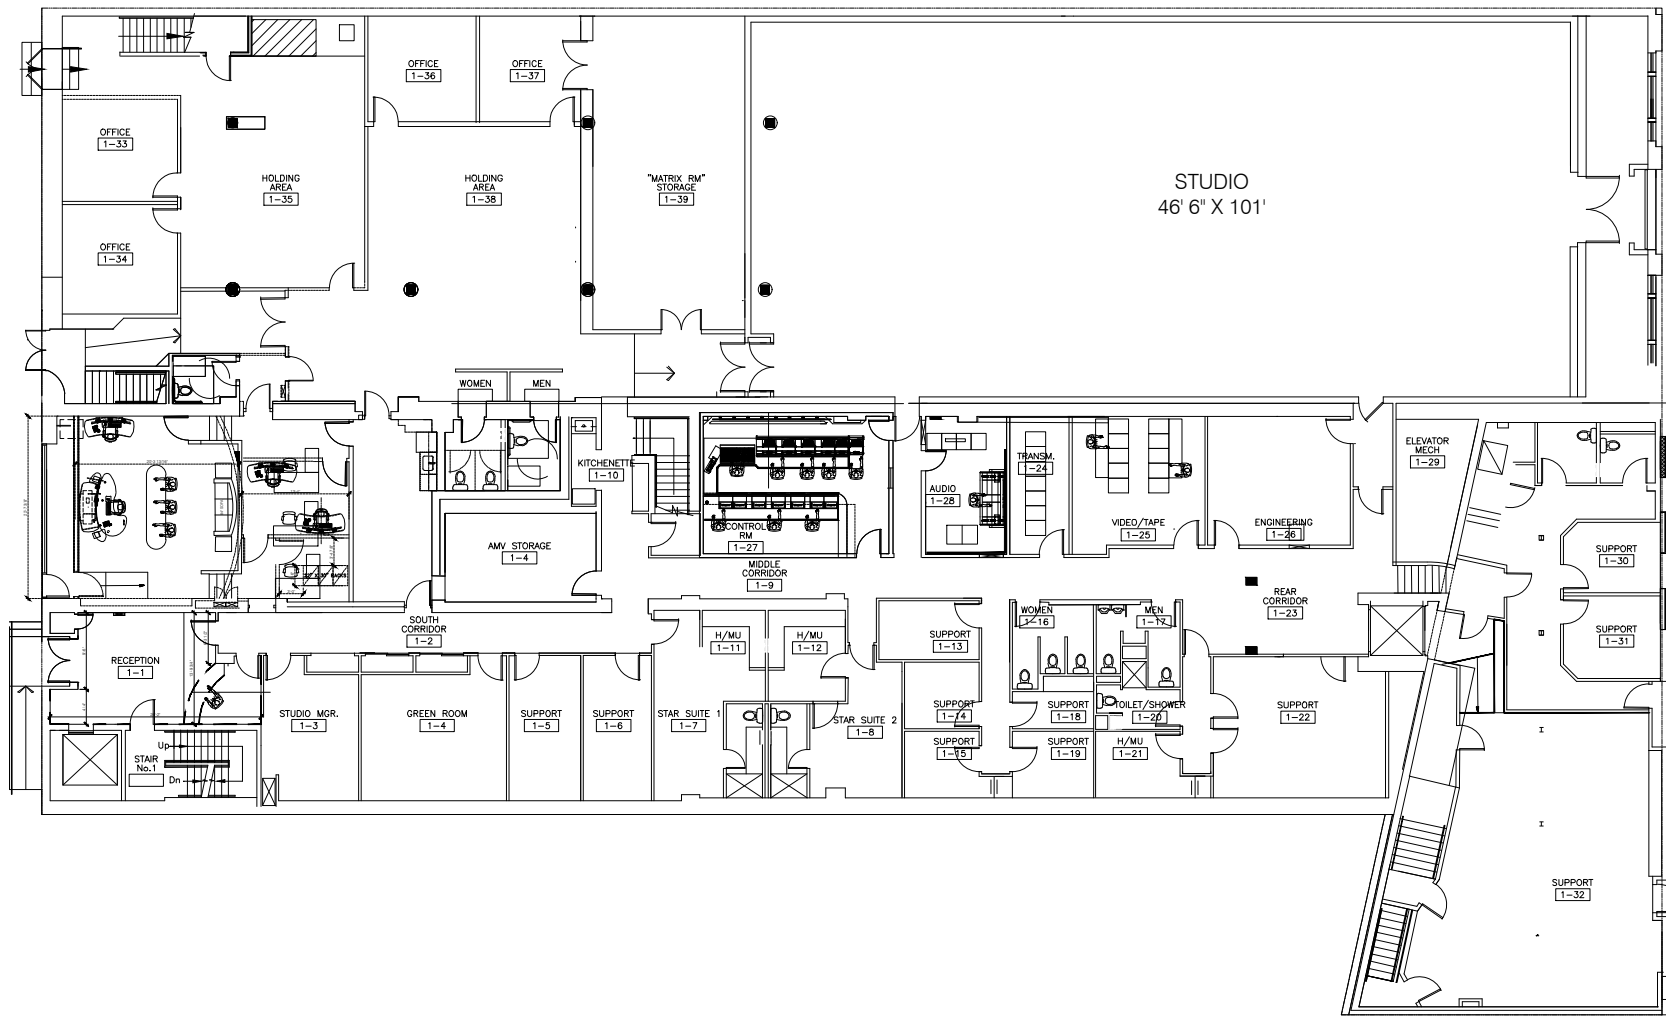 OFFICE
1-36
OFFICE
1-37
OFFICE
1-33
HOLDING
AREA
1-35
HOLDING
AREA
1-38
"MATRIX RM"
STORAGE
1-39
STUDIO
46' 6" X 101'
OFFICE
1-34
WOMEN
MEN
KITCHENETTE
1-10
CONTROL
RM
1-27
AUDIO
1-28
TRANSM.
1-24
VIDEO/TAPE
1-25
ENGINEERING
1-26
ELEVATOR
MECH
1-29
SUPPORT
1-30
AMV STORAGE
1-4
MIDDLE
CORRIDOR
1-9
REAR
CORRIDOR
1-23
SUPPORT
1-31
SOUTH
CORRIDOR
1-2
RECEPTION
1-1
H/MU
1-11
H/MU
1-12
SUPPORT
1-13
WOMEN
1-16
MEN
1-17
STUDIO MGR.
1-3
GREEN ROOM
1-4
SUPPORT
1-5
SUPPORT
1-6
STAR SUITE 1
1-7
STAR SUITE 2
1-8
SUPPORT
1-14
SUPPORT
1-18
TOILET/SHOWER
1-20
SUPPORT
1-22
SUPPORT
1-15
SUPPORT
1-19
H/MU
1-21
Up
STAIR
No.1
Dn
SUPPORT
1-32